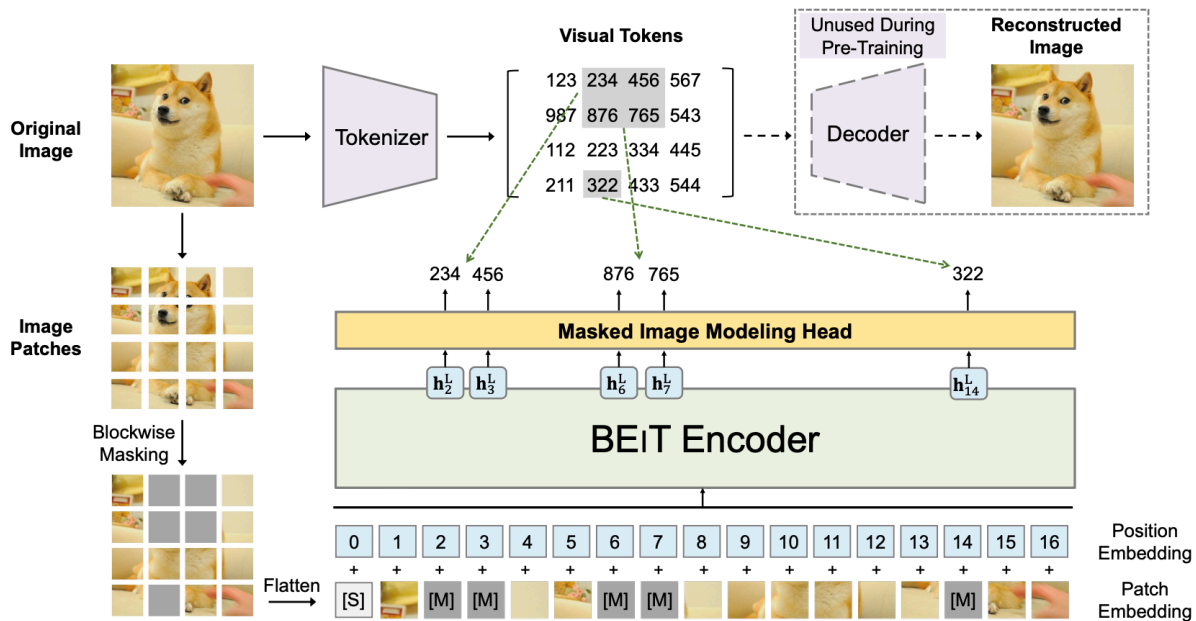 Unused During
Pre-Training
Reconstructed
Image
Visual Tokens
Original
Image
Tokenizer
123 234 456 567
987 876 765 543
112 223 334 445
211 322 433 544
Decoder
234 456 876 765 322
Image
Patches
Masked Image Modeling Head
h₂ᴸ h₃ᴸ h₆ᴸ h₇ᴸ h₁₄ᴸ
BEIT Encoder
Blockwise
Masking
0 1 2 3 4 5 6 7 8 9 10 11 12 13 14 15 16
Position
Embedding
+ + + + + + + + + + + + + + + + +
Flatten
[S] [M] [M] [M] [M] [M]
Patch
Embedding